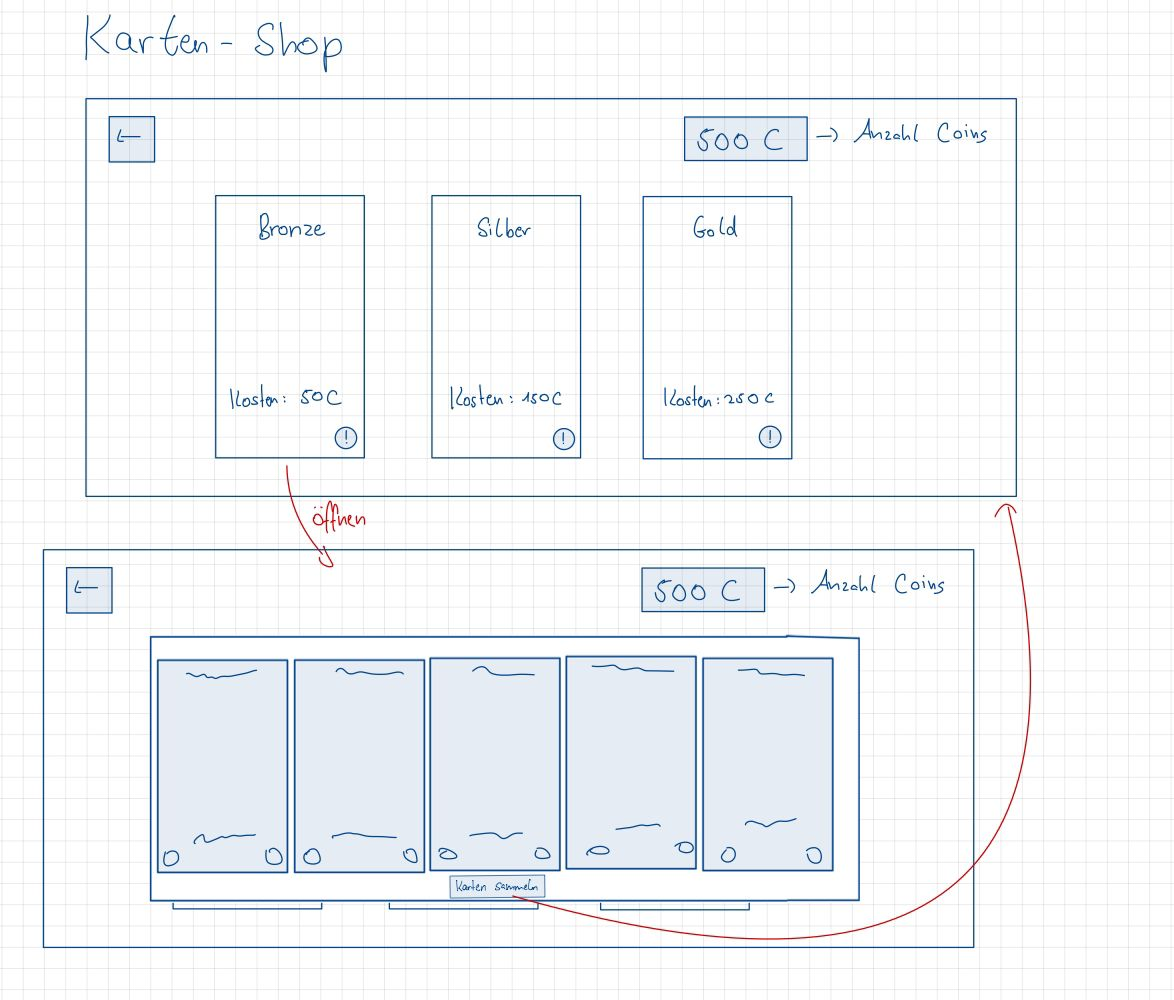 Karten - Shop
← 500 C → Anzahl Coins
Bronze Silber Gold
Kosten: 50C Kosten: 150C Kosten: 250C
! ! !
öffnen
← 500 C → Anzahl Coins
Karten sammeln